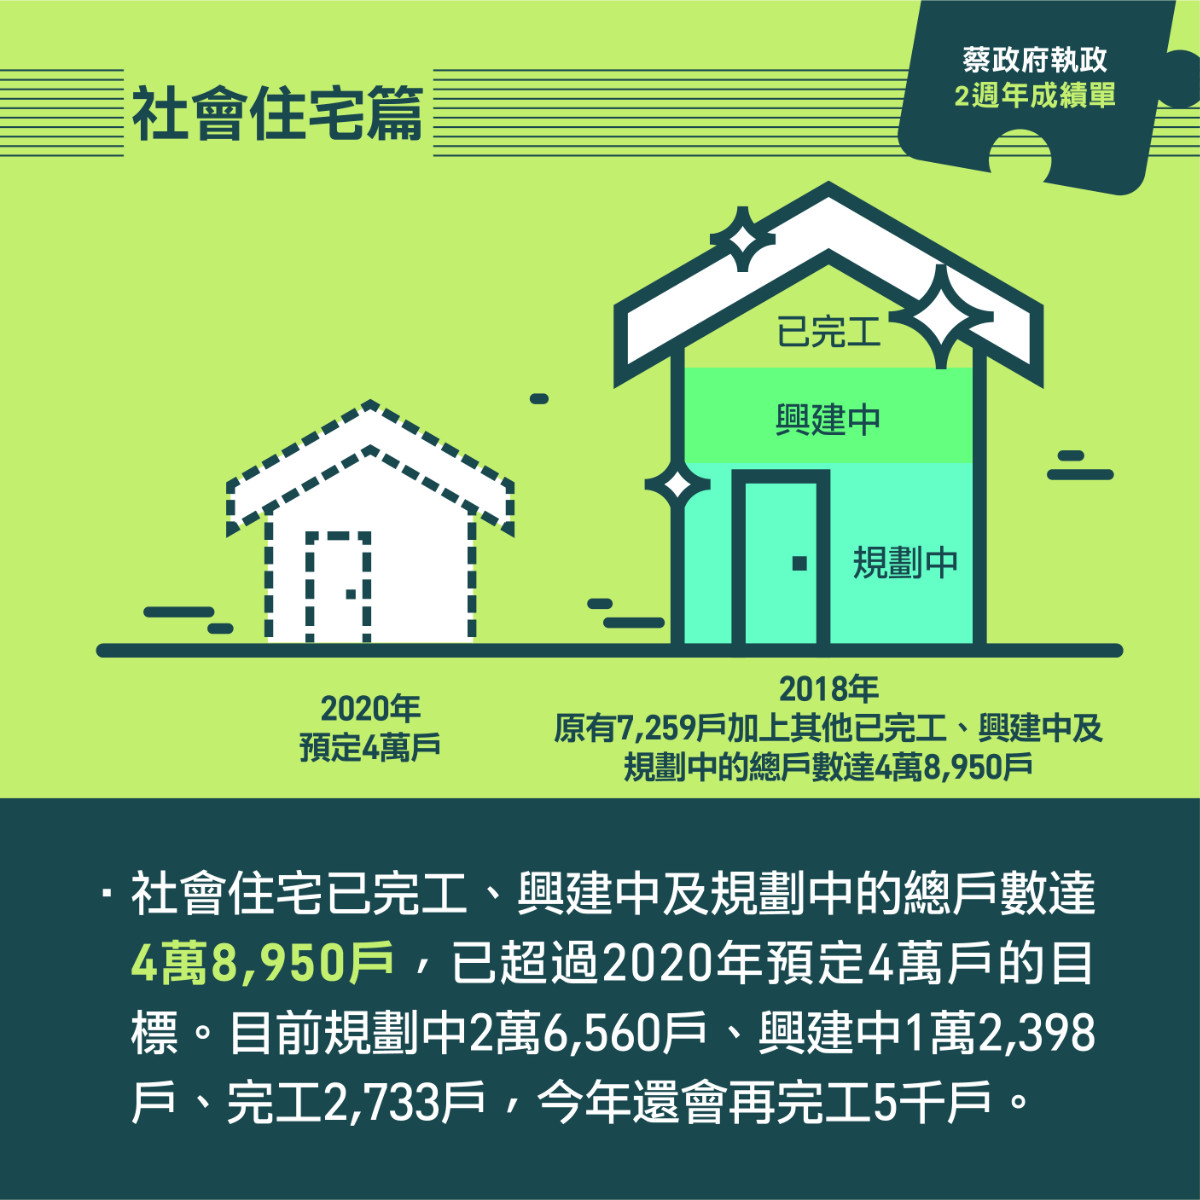 社會住宅篇
蔡政府執政
2週年成績單
已完工
興建中
規劃中
2020年
預定4萬戶
2018年
原有7,259戶加上其他已完工、興建中及
規劃中的總戶數達4萬8,950戶
·社會住宅已完工、興建中及規劃中的總戶數達
4萬8,950戶，已超過2020年預定4萬戶的目
標。目前規劃中2萬6,560戶、興建中1萬2,398
戶、完工2,733戶，今年還會再完工5千戶。